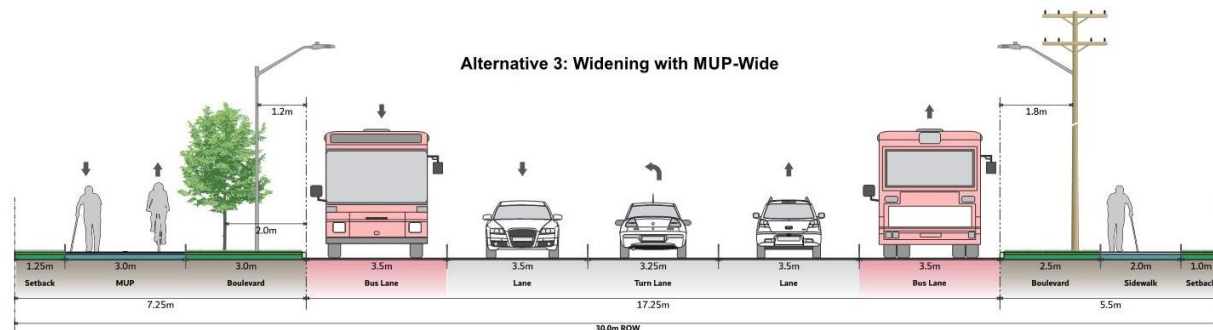 Alternative 3: Widening with MUP-Wide
1.2m
1.8m
2.0m
1.25m 3.0m 3.0m 3.5m 3.5m 3.25m 3.5m 3.5m 2.5m 2.0m 1.0m
Setback MUP Boulevard Bus Lane Lane Turn Lane Lane Bus Lane Boulevard Sidewalk Setback
7.25m 17.25m 5.5m
30.0m ROW